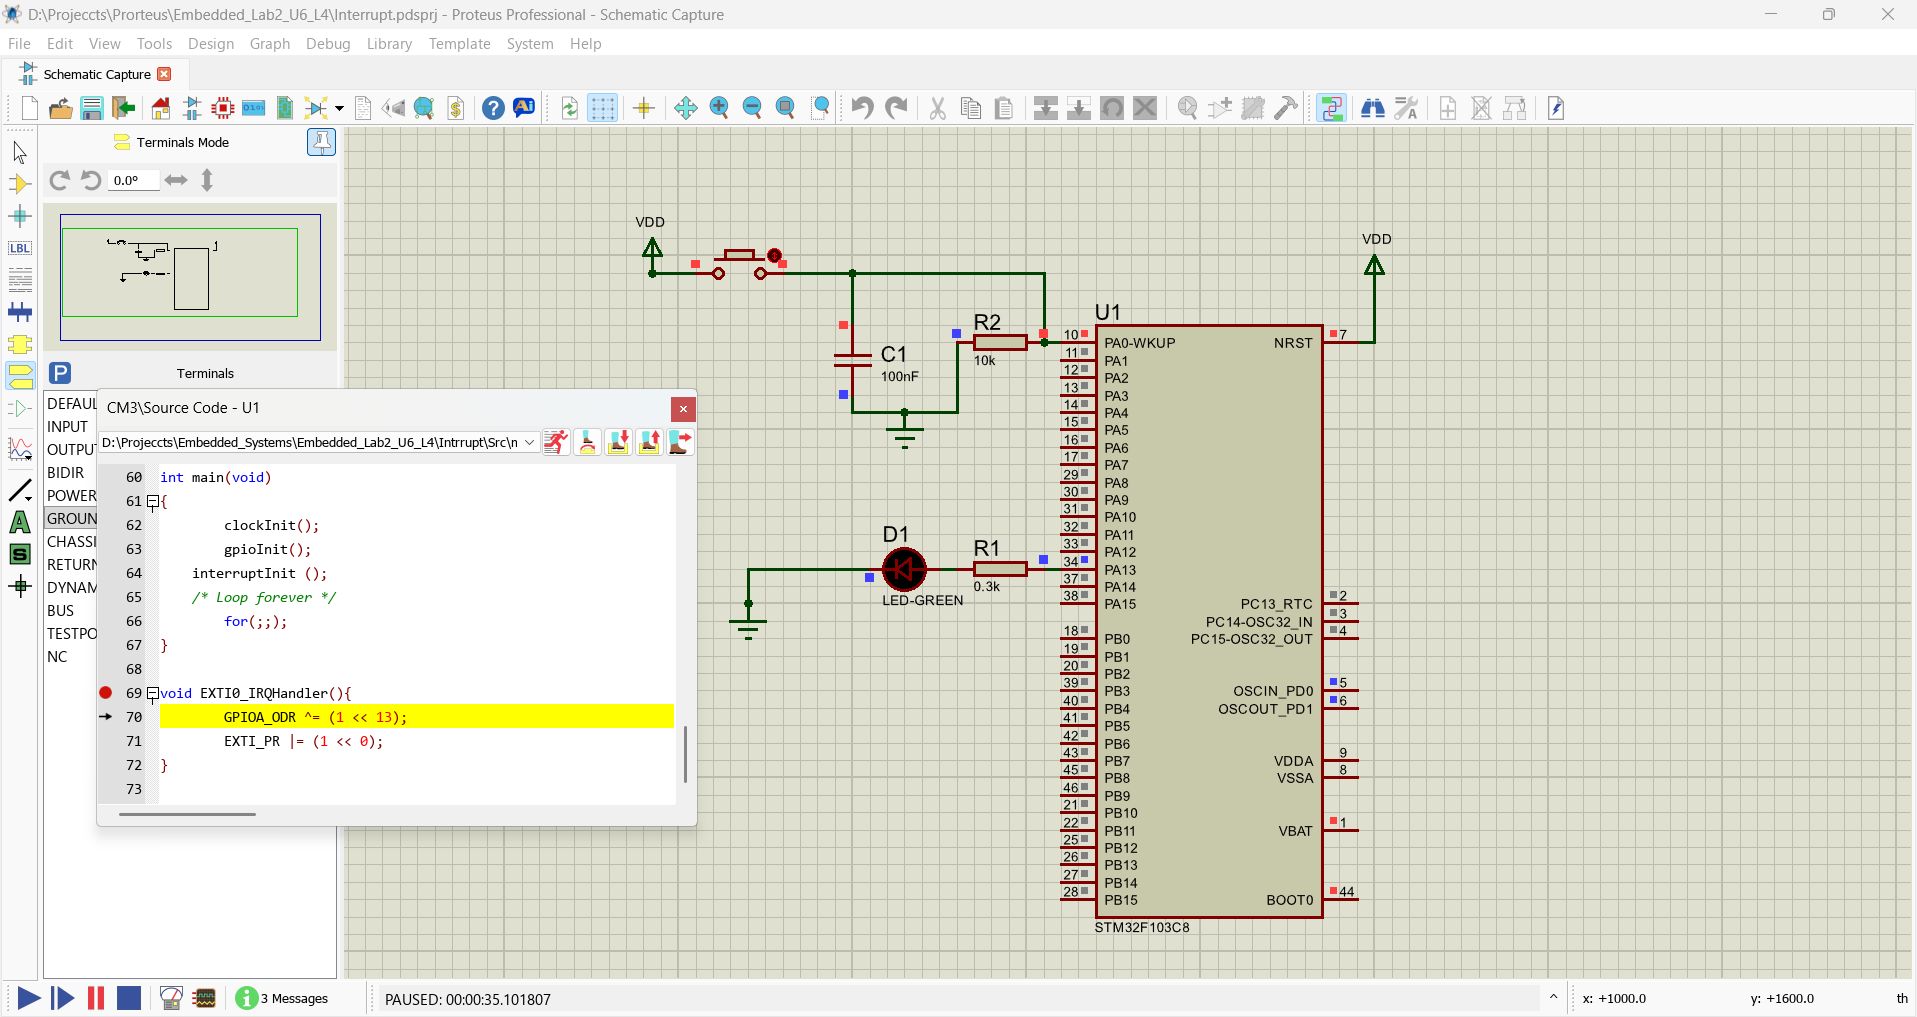 D:\Projeccts\Prorteus\Embedded_Lab2_U6_L4\Interrupt.pdsprj - Proteus Professional - Schematic Capture
File Edit View Tools Design Graph Debug Library Template System Help
Schematic Capture
Terminals Mode
0.0°
LBL
Terminals
DEFAUL
INPUT
OUTPU
BIDIR
POWER
GROUN
CHASSI
RETURN
DYNAM
BUS
TESTPO
NC
CM3\Source Code - U1
D:\Projeccts\Embedded_Systems\Embedded_Lab2_U6_L4\Intrrupt\Src\n
60 int main(void)
61 {
62 clockInit();
63 gpioInit();
64 interruptInit ();
65 /* Loop forever */
66 for(;;);
67 }
68
69 void EXTI0_IRQHandler(){
70 GPIOA_ODR ^= (1 << 13);
71 EXTI_PR |= (1 << 0);
72 }
73
VDD
VDD
C1
100nF
R2
10k
D1
LED-GREEN
R1
0.3k
U1
10 PA0-WKUP
11 PA1
12 PA2
13 PA3
14 PA4
15 PA5
16 PA6
17 PA7
29 PA8
30 PA9
31 PA10
32 PA11
33 PA12
34 PA13
37 PA14
38 PA15
18 PB0
19 PB1
20 PB2
39 PB3
40 PB4
41 PB5
42 PB6
43 PB7
45 PB8
46 PB9
21 PB10
22 PB11
25 PB12
26 PB13
27 PB14
28 PB15
NRST 7
PC13_RTC 2
PC14-OSC32_IN 3
PC15-OSC32_OUT 4
OSCIN_PD0 5
OSCOUT_PD1 6
VDDA 9
VSSA 8
VBAT 1
BOOT0 44
STM32F103C8
3 Messages
PAUSED: 00:00:35.101807
x: +1000.0 y: +1600.0 th